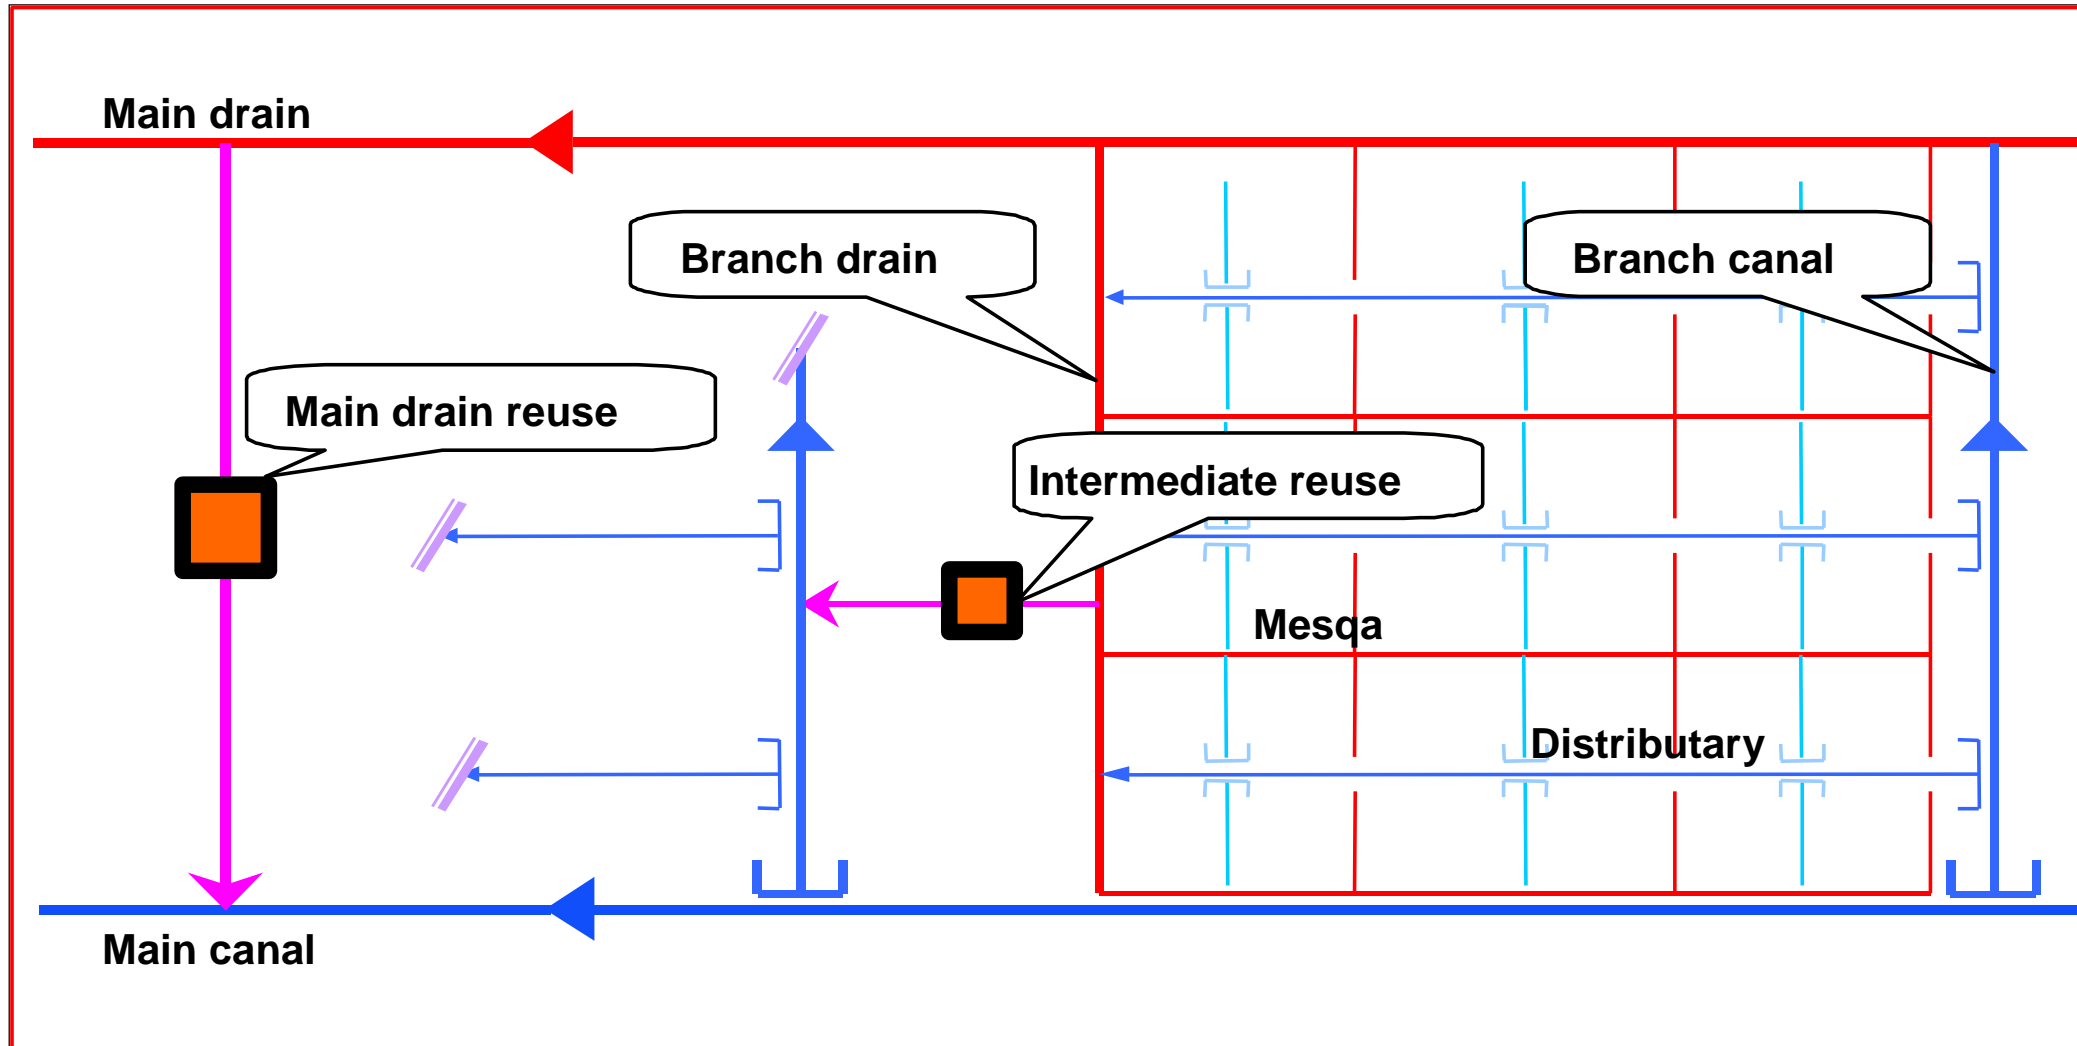 Main drain
Branch drain
Branch canal
Main drain reuse
Intermediate reuse
Mesqa
Distributary
Main canal